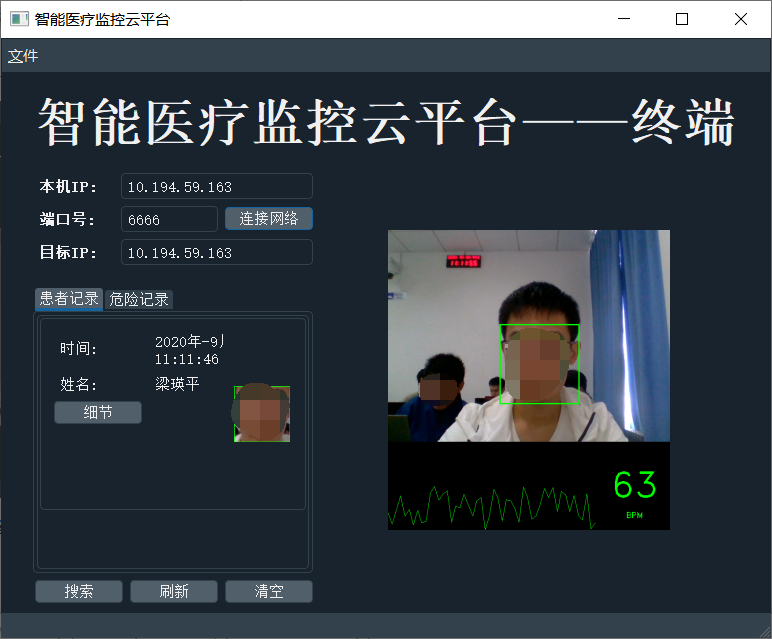 智能医疗监控云平台
文件
智能医疗监控云平台——终端
本机IP: 10.194.59.163
端口号: 6666 连接网络
目标IP: 10.194.59.163
患者记录 危险记录
时间: 2020年-9月
11:11:46
姓名: 梁瑛平
细节
63
BPM
搜索 刷新 清空